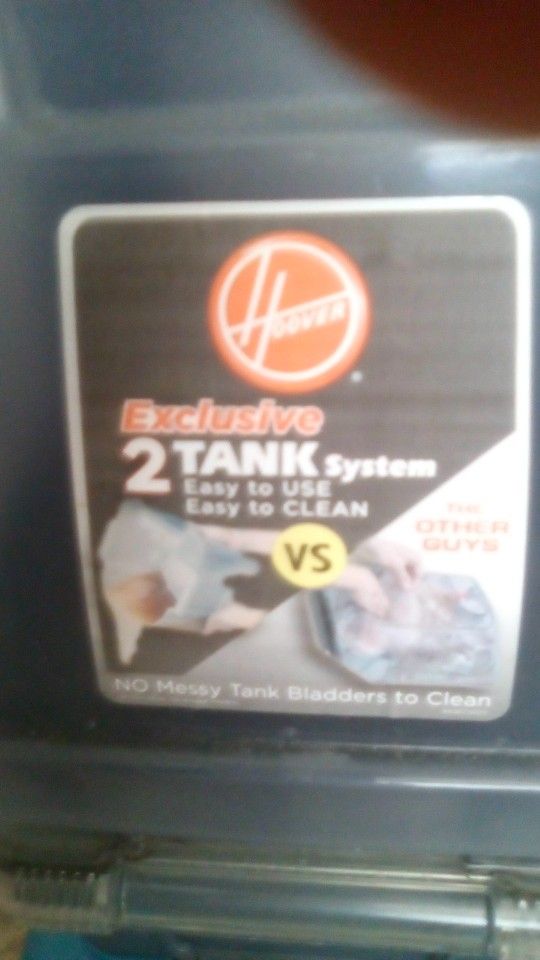 HOOVER
Exclusive
2 TANK System
Easy to USE
Easy to CLEAN
VS
THE
OTHER
GUYS
NO Messy Tank Bladders to Clean